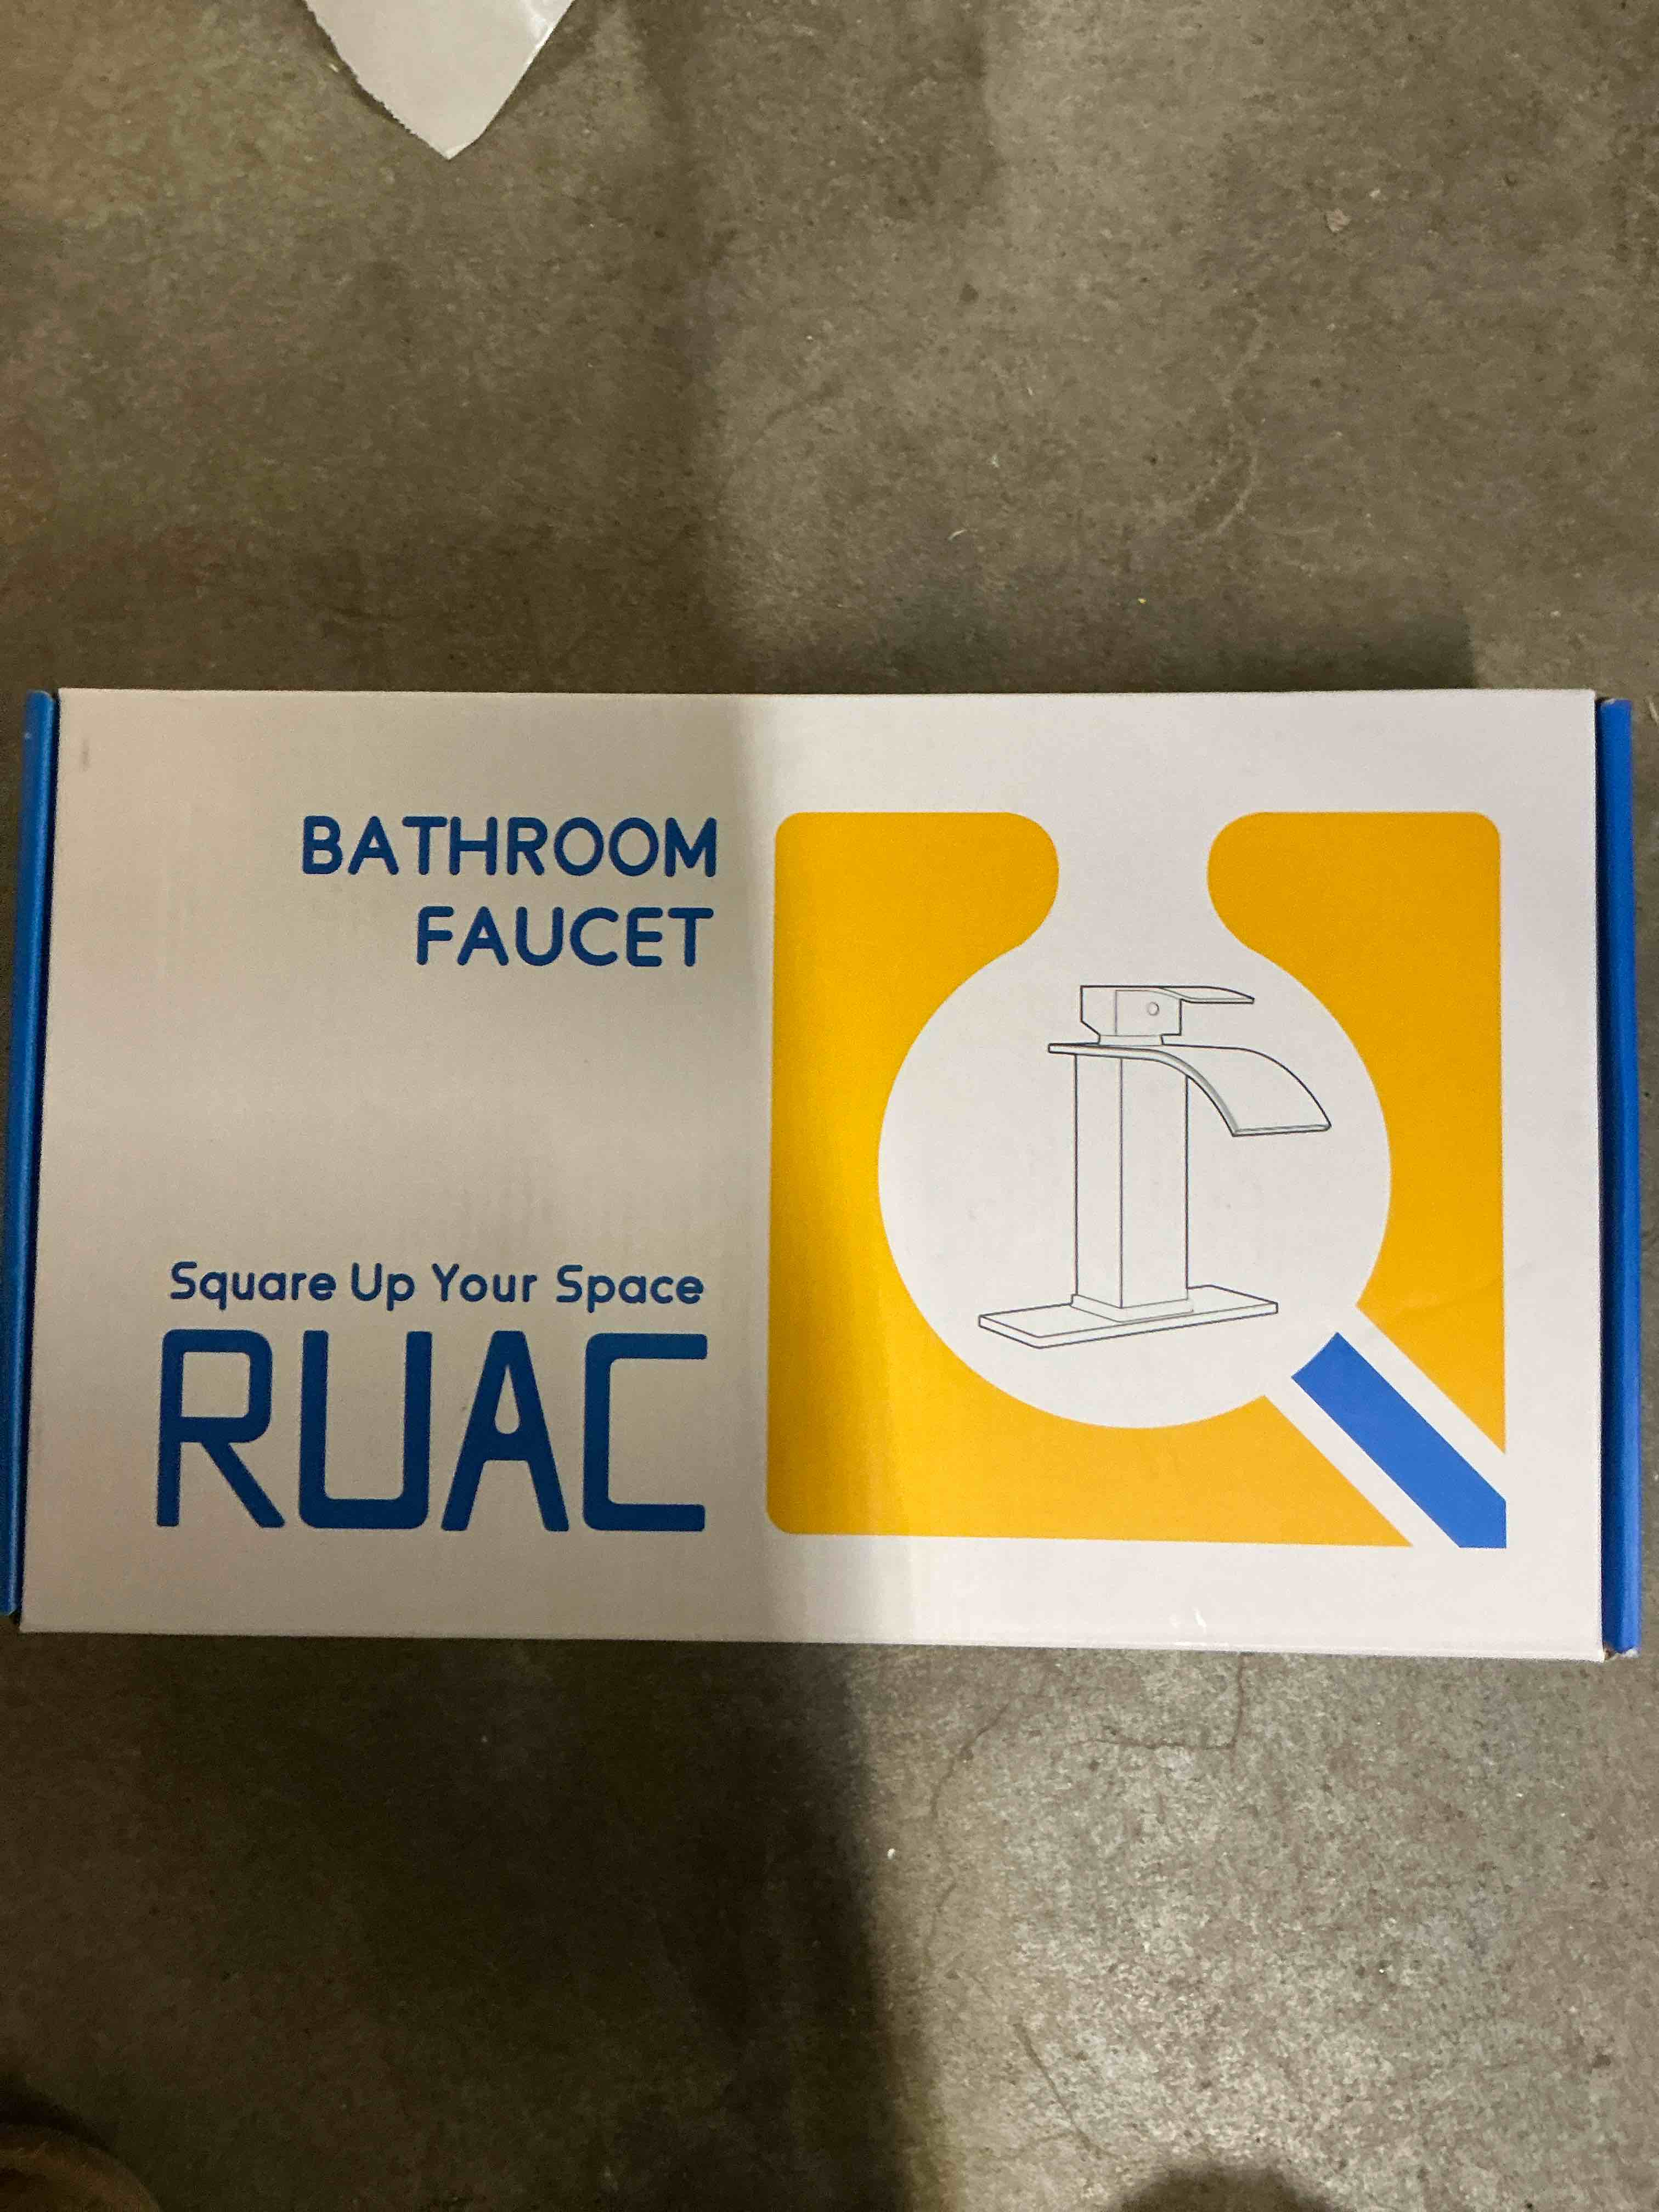 BATHROOM
FAUCET
Square Up Your Space
RUAC